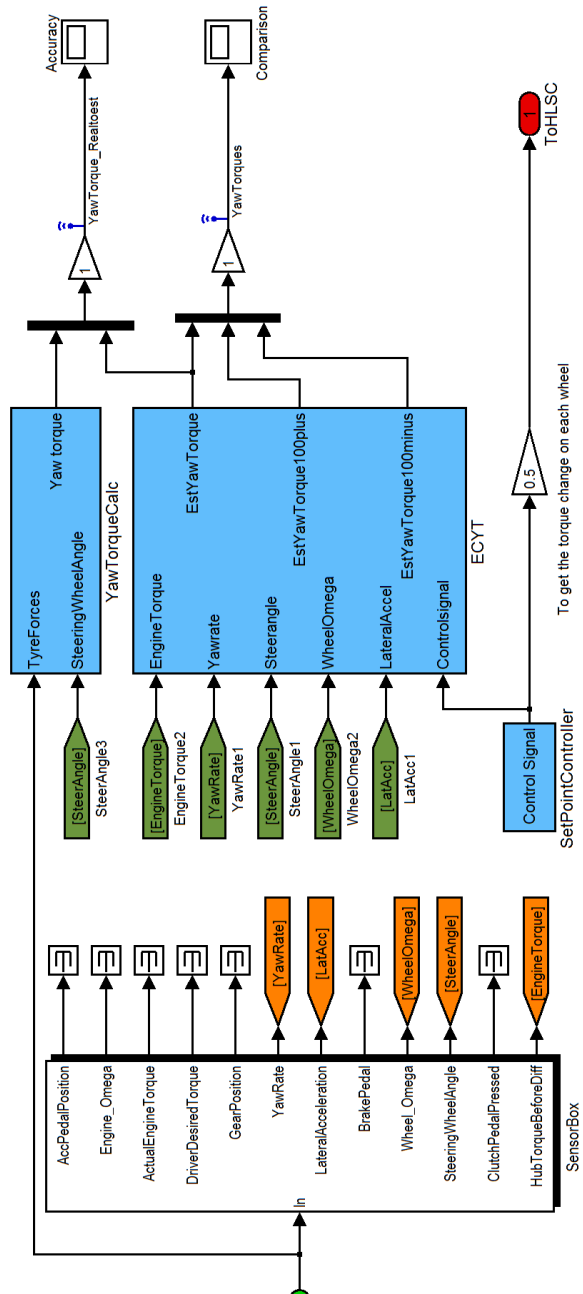 In
AccPedalPosition
Engine_Omega
ActualEngineTorque
DriverDesiredTorque
GearPosition
YawRate
LateralAcceleration
BrakePedal
Wheel_Omega
SteeringWheelAngle
ClutchPedalPressed
HubTorqueBeforeDiff
SensorBox
[YawRate]
[LatAcc]
[WheelOmega]
[SteerAngle]
[EngineTorque]
[SteerAngle]
SteerAngle3
[EngineTorque]
EngineTorque2
[YawRate]
YawRate1
[SteerAngle]
SteerAngle1
[WheelOmega]
WheelOmega2
[LatAcc]
LatAcc1
Control Signal
SetPointController
TyreForces
SteeringWheelAngle
Yaw torque
YawTorqueCalc
EngineTorque
Yawrate
Steerangle
WheelOmega
LateralAccel
Controlsignal
EstYawTorque
EstYawTorque100plus
EstYawTorque100minus
ECYT
1
YawTorque_Realtoest
Accuracy
1
YawTorques
Comparison
0.5
To get the torque change on each wheel
1
ToHLSC